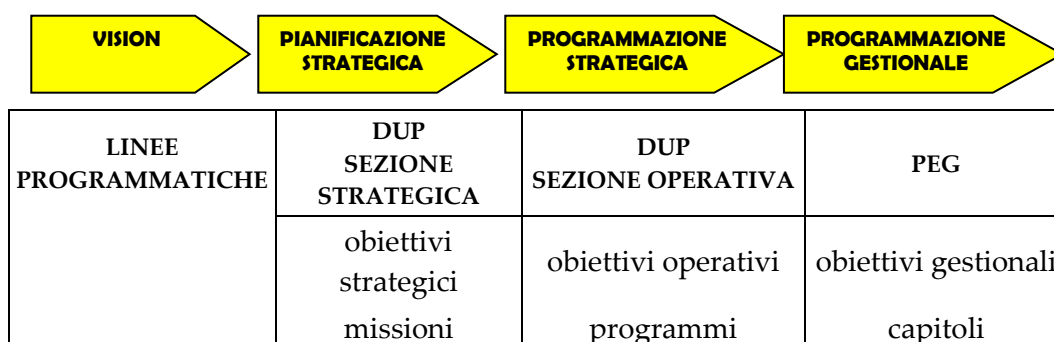 VISION
PIANIFICAZIONE
STRATEGICA
PROGRAMMAZIONE
STRATEGICA
PROGRAMMAZIONE
GESTIONALE
LINEE
PROGRAMMATICHE
DUP
SEZIONE
STRATEGICA
DUP
SEZIONE OPERATIVA
PEG
obiettivi
strategici
obiettivi operativi
obiettivi gestionali
missioni
programmi
capitoli